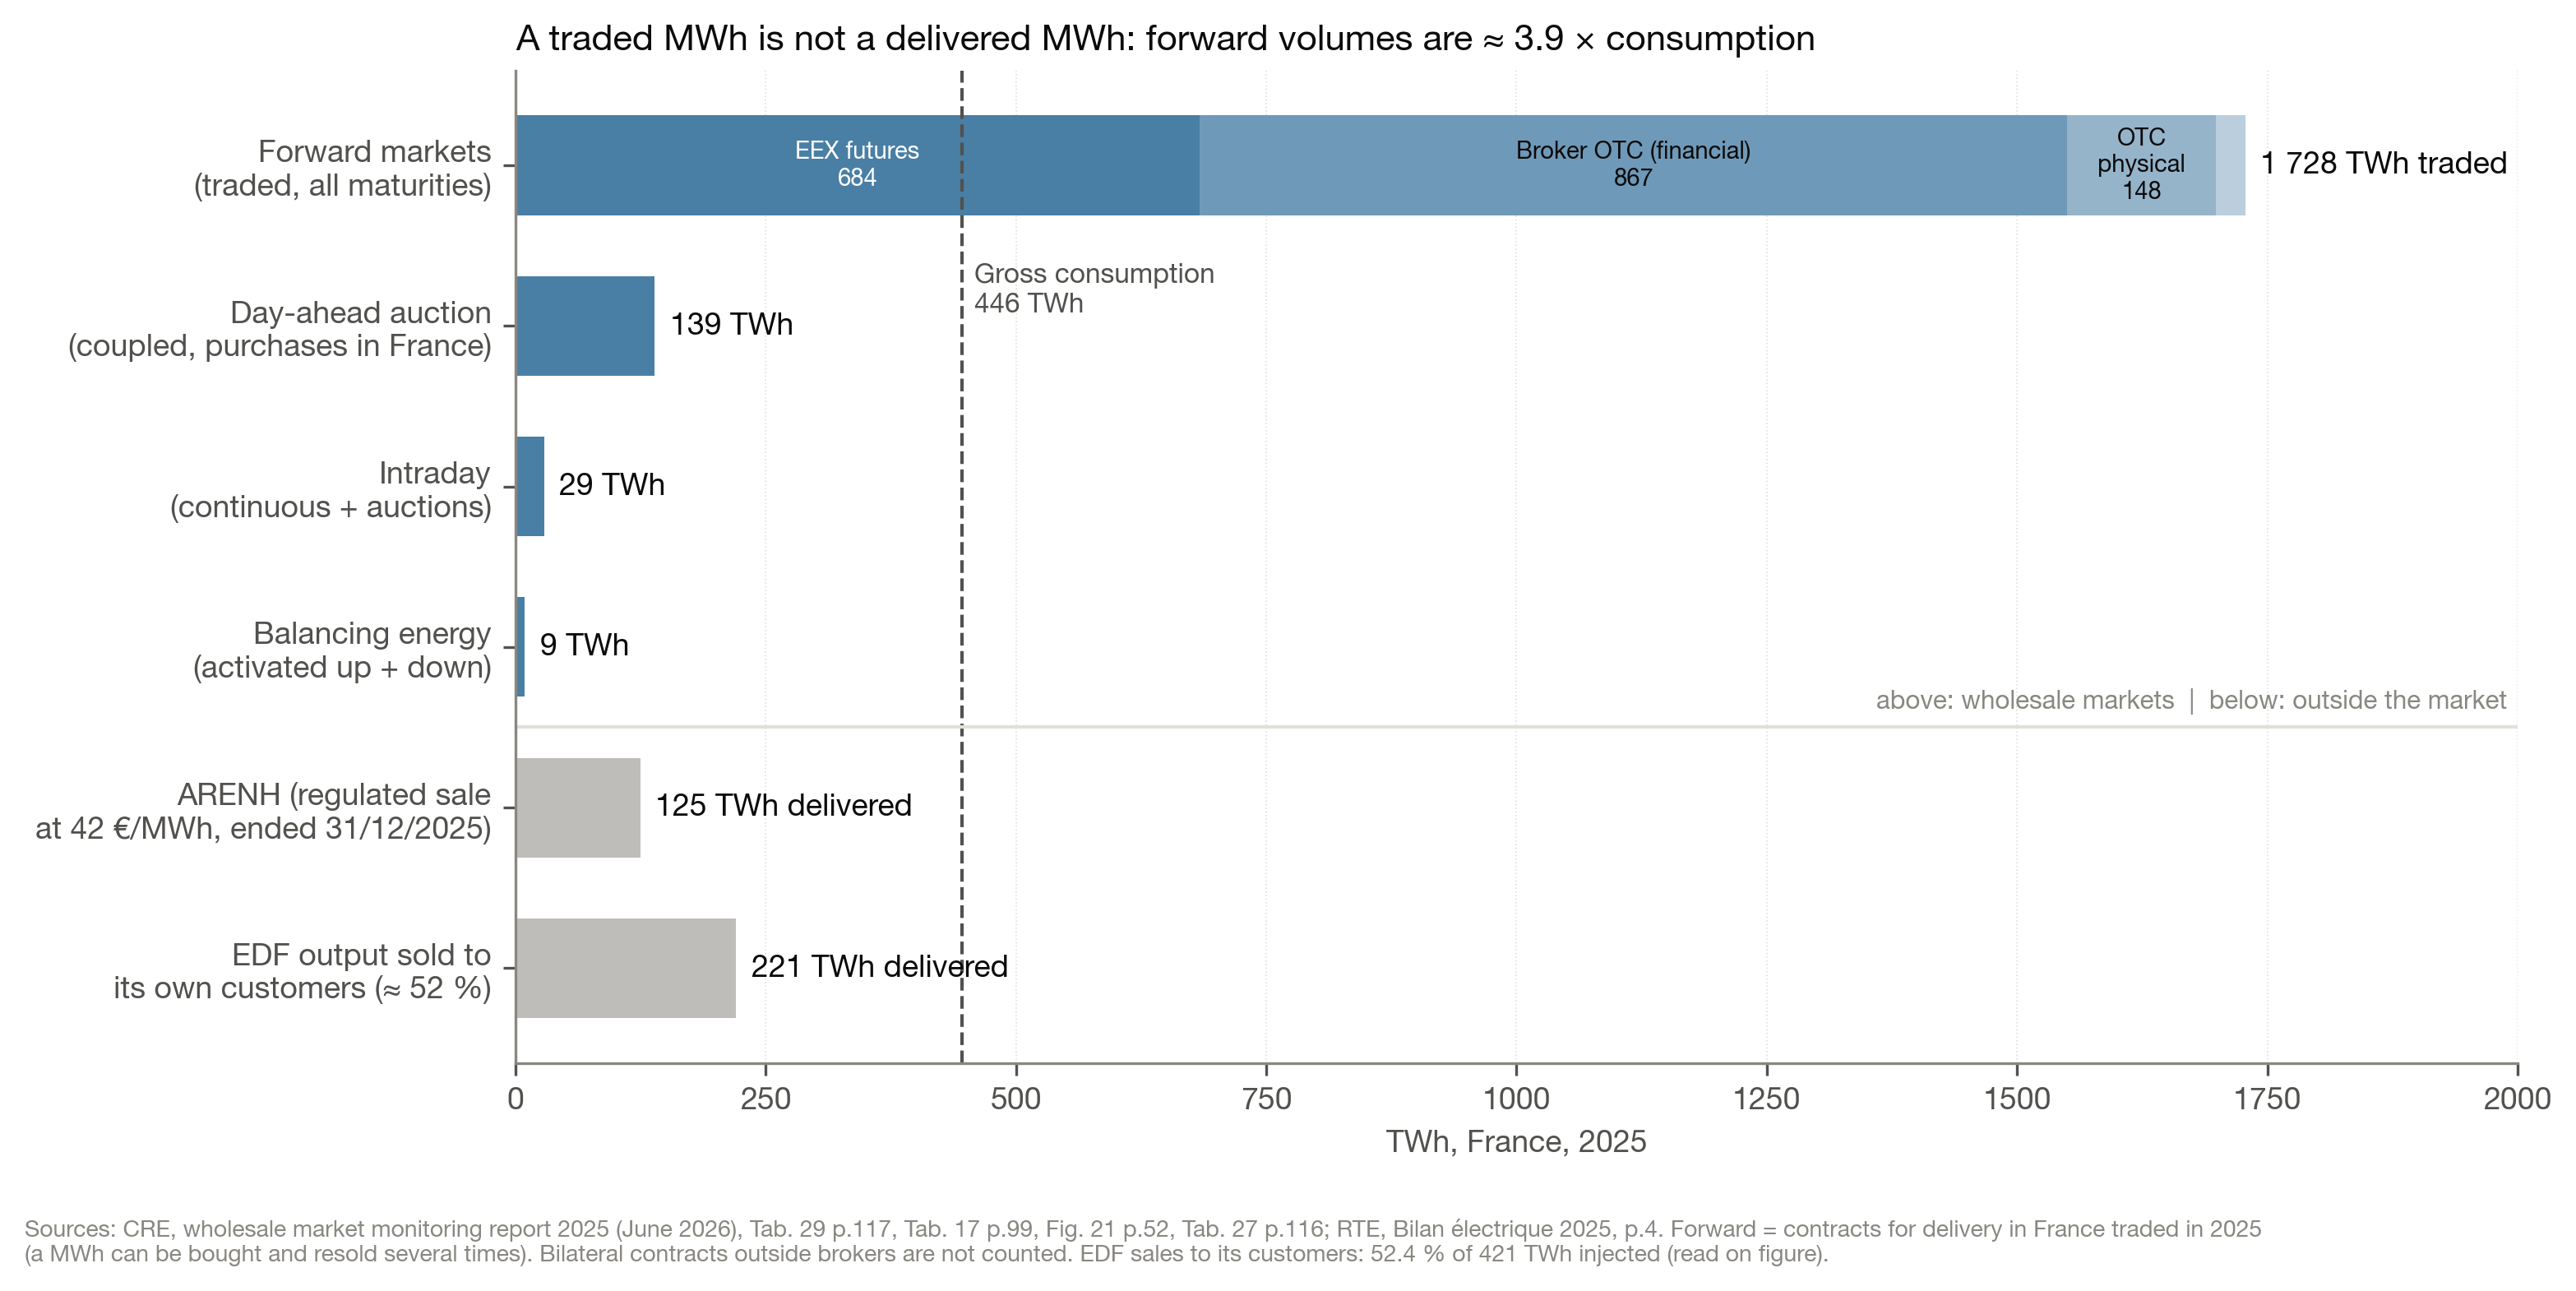 A traded MWh is not a delivered MWh: forward volumes are ≈ 3.9 × consumption
Forward markets
(traded, all maturities)
EEX futures
684
Broker OTC (financial)
867
OTC
physical
148
1 728 TWh traded
Gross consumption
446 TWh
Day-ahead auction
(coupled, purchases in France)
139 TWh
Intraday
(continuous + auctions)
29 TWh
Balancing energy
(activated up + down)
9 TWh
above: wholesale markets | below: outside the market
ARENH (regulated sale
at 42 €/MWh, ended 31/12/2025)
125 TWh delivered
EDF output sold to
its own customers (≈ 52 %)
221 TWh delivered
0 250 500 750 1000 1250 1500 1750 2000
TWh, France, 2025
Sources: CRE, wholesale market monitoring report 2025 (June 2026), Tab. 29 p.117, Tab. 17 p.99, Fig. 21 p.52, Tab. 27 p.116; RTE, Bilan électrique 2025, p.4. Forward = contracts for delivery in France traded in 2025
(a MWh can be bought and resold several times). Bilateral contracts outside brokers are not counted. EDF sales to its customers: 52.4 % of 421 TWh injected (read on figure).